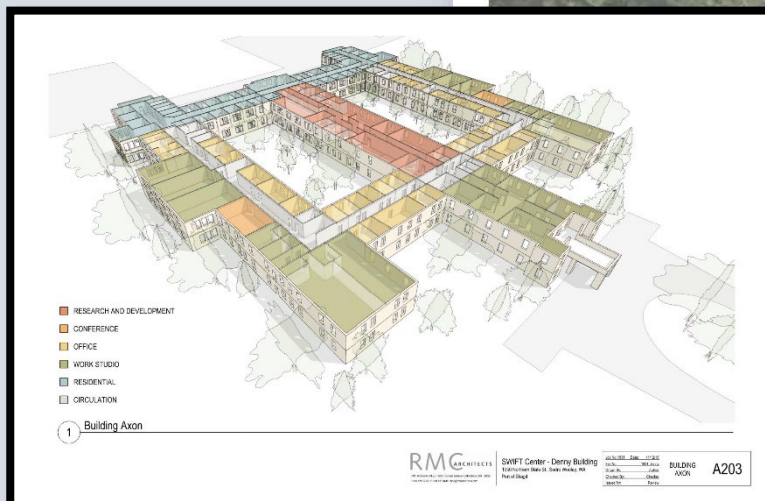 RESEARCH AND DEVELOPMENT
CONFERENCE
OFFICE
WORK STUDIO
RESIDENTIAL
CIRCULATION
1 Building Axon
RMC ARCHITECTS
SWIFT Center - Denny Building
Port of Skagit
BUILDING
AXON
A203